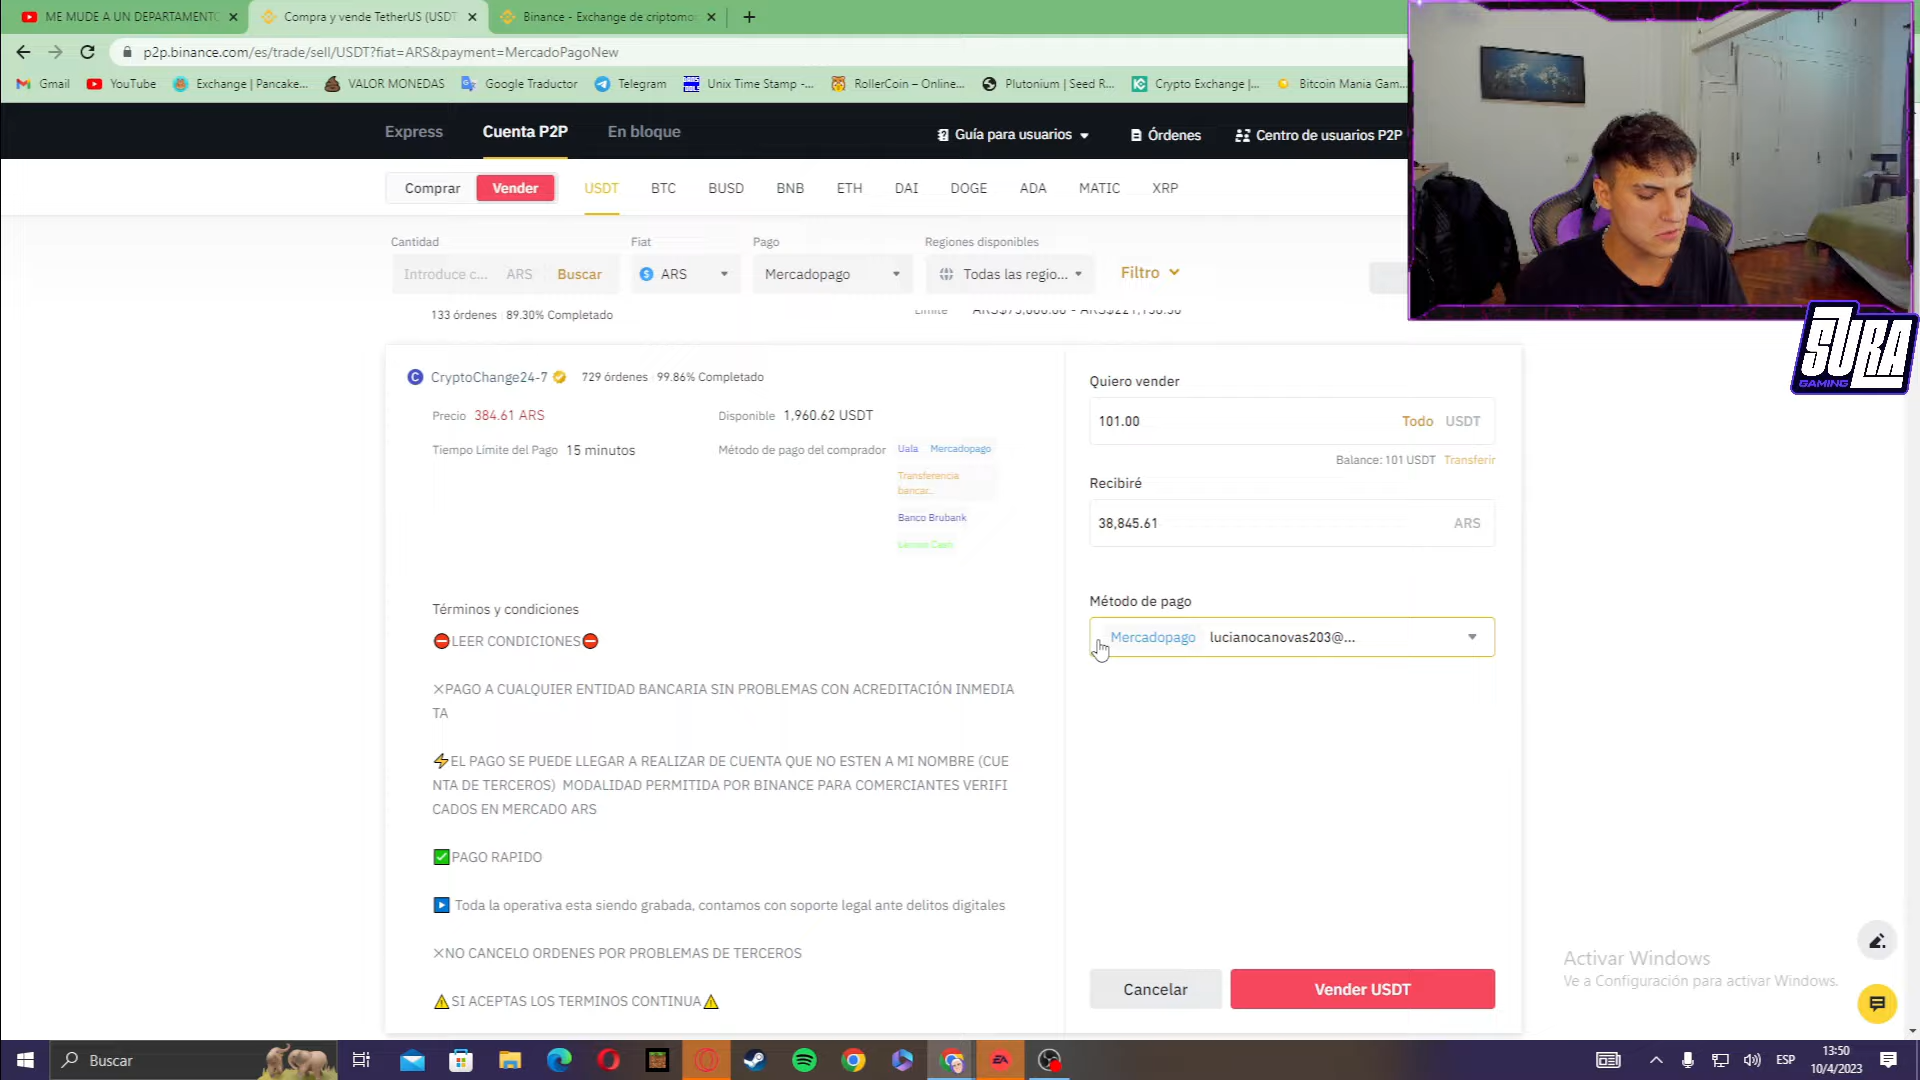 ME MUDE A UN DEPARTAMENTO
Compra y vende TetherUS (USDT
Binance - Exchange de criptomo
p2p.binance.com/es/trade/sell/USDT?fiat=ARS&payment=MercadoPagoNew
Gmail YouTube Exchange | Pancake... VALOR MONEDAS Google Traductor Telegram Unix Time Stamp -... RollerCoin – Online... Plutonium | Seed R... Crypto Exchange |... Bitcoin Mania Gam...
Express Cuenta P2P En bloque Guía para usuarios Órdenes Centro de usuarios P2P
Comprar Vender USDT BTC BUSD BNB ETH DAI DOGE ADA MATIC XRP
Cantidad Fiat Pago Regiones disponibles
Introduce c... ARS Buscar ARS Mercadopago Todas las regio... Filtro
133 órdenes 89.30% Completado
CryptoChange24-7 729 órdenes 99.86% Completado
Precio 384.61 ARS Disponible 1,960.62 USDT
Tiempo Límite del Pago 15 minutos Método de pago del comprador Uala Mercadopago
Transferencia
bancar..
Banco Brubank
Lemon Cash
Términos y condiciones
LEER CONDICIONES
×PAGO A CUALQUIER ENTIDAD BANCARIA SIN PROBLEMAS CON ACREDITACIÓN INMEDIA
TA
⚡EL PAGO SE PUEDE LLEGAR A REALIZAR DE CUENTA QUE NO ESTEN A MI NOMBRE (CUE
NTA DE TERCEROS) MODALIDAD PERMITIDA POR BINANCE PARA COMERCIANTES VERIFI
CADOS EN MERCADO ARS
✅PAGO RAPIDO
Toda la operativa esta siendo grabada, contamos con soporte legal ante delitos digitales
×NO CANCELO ORDENES POR PROBLEMAS DE TERCEROS
⚠SI ACEPTAS LOS TERMINOS CONTINUA⚠
Quiero vender
101.00 Todo USDT
Balance: 101 USDT Transferir
Recibiré
38,845.61 ARS
Método de pago
Mercadopago lucianocanovas203@...
Cancelar Vender USDT
SURA
GAMING
Activar Windows
Ve a Configuración para activar Windows.
Buscar
ESP
13:50
10/4/2023